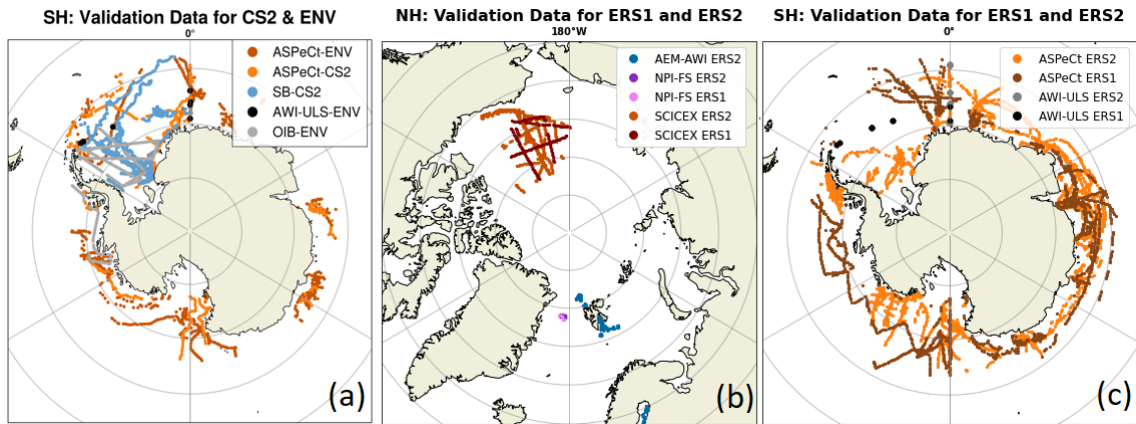 SH: Validation Data for CS2 & ENV
0°
ASPeCt-ENV
ASPeCt-CS2
SB-CS2
AWI-ULS-ENV
OIB-ENV
(a)
NH: Validation Data for ERS1 and ERS2
180°W
AEM-AWI ERS2
NPI-FS ERS2
NPI-FS ERS1
SCICEX ERS2
SCICEX ERS1
(b)
SH: Validation Data for ERS1 and ERS2
0°
ASPeCt ERS2
ASPeCt ERS1
AWI-ULS ERS2
AWI-ULS ERS1
(c)